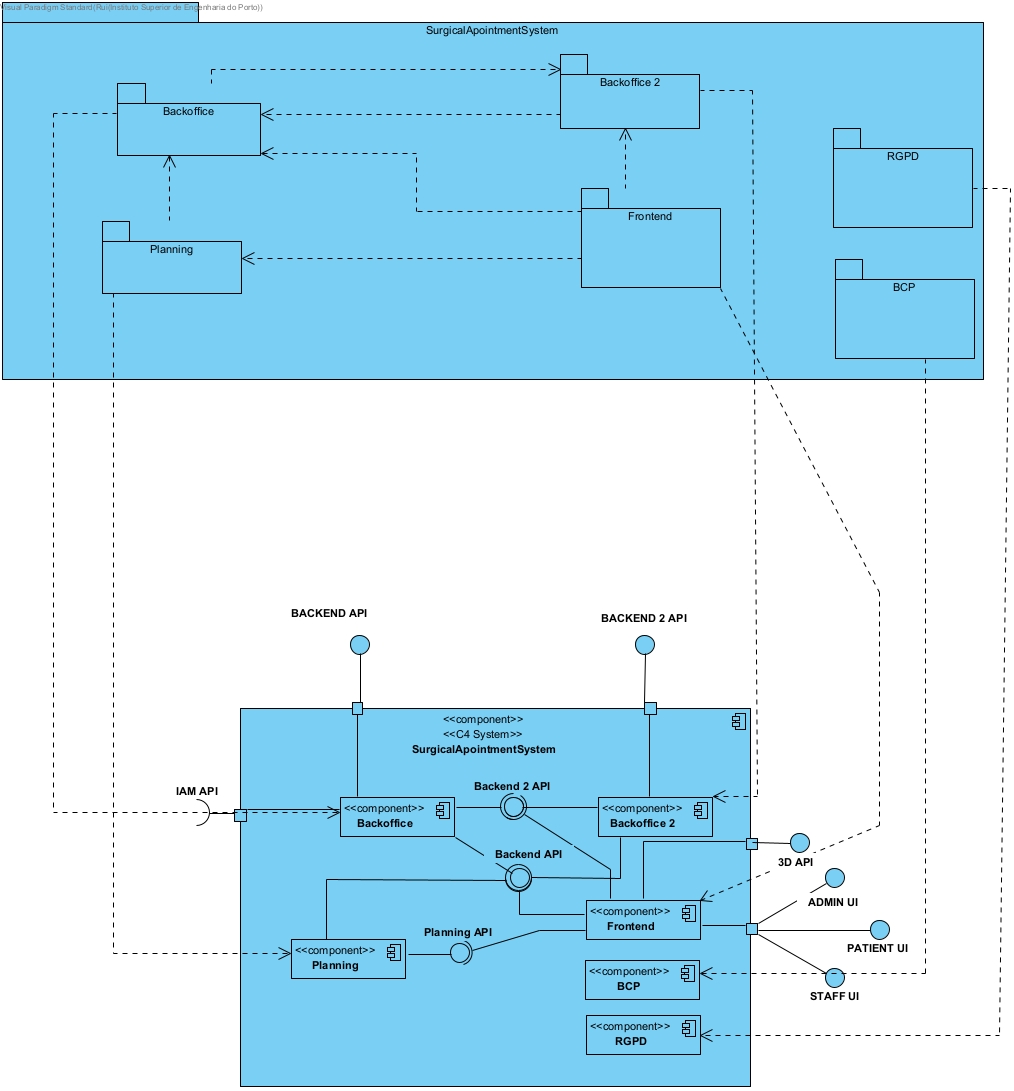 Visual Paradigm Standard(Rui(Instituto Superior de Engenharia do Porto))
SurgicalApointmentSystem
Backoffice
Backoffice 2
RGPD
Planning
Frontend
BCP
BACKEND API
BACKEND 2 API
<<component>>
<<C4 System>>
SurgicalApointmentSystem
IAM API
Backend 2 API
<<component>>
Backoffice
<<component>>
Backoffice 2
Backend API
3D API
ADMIN UI
<<component>>
Frontend
Planning API
<<component>>
Planning
PATIENT UI
<<component>>
BCP
STAFF UI
<<component>>
RGPD